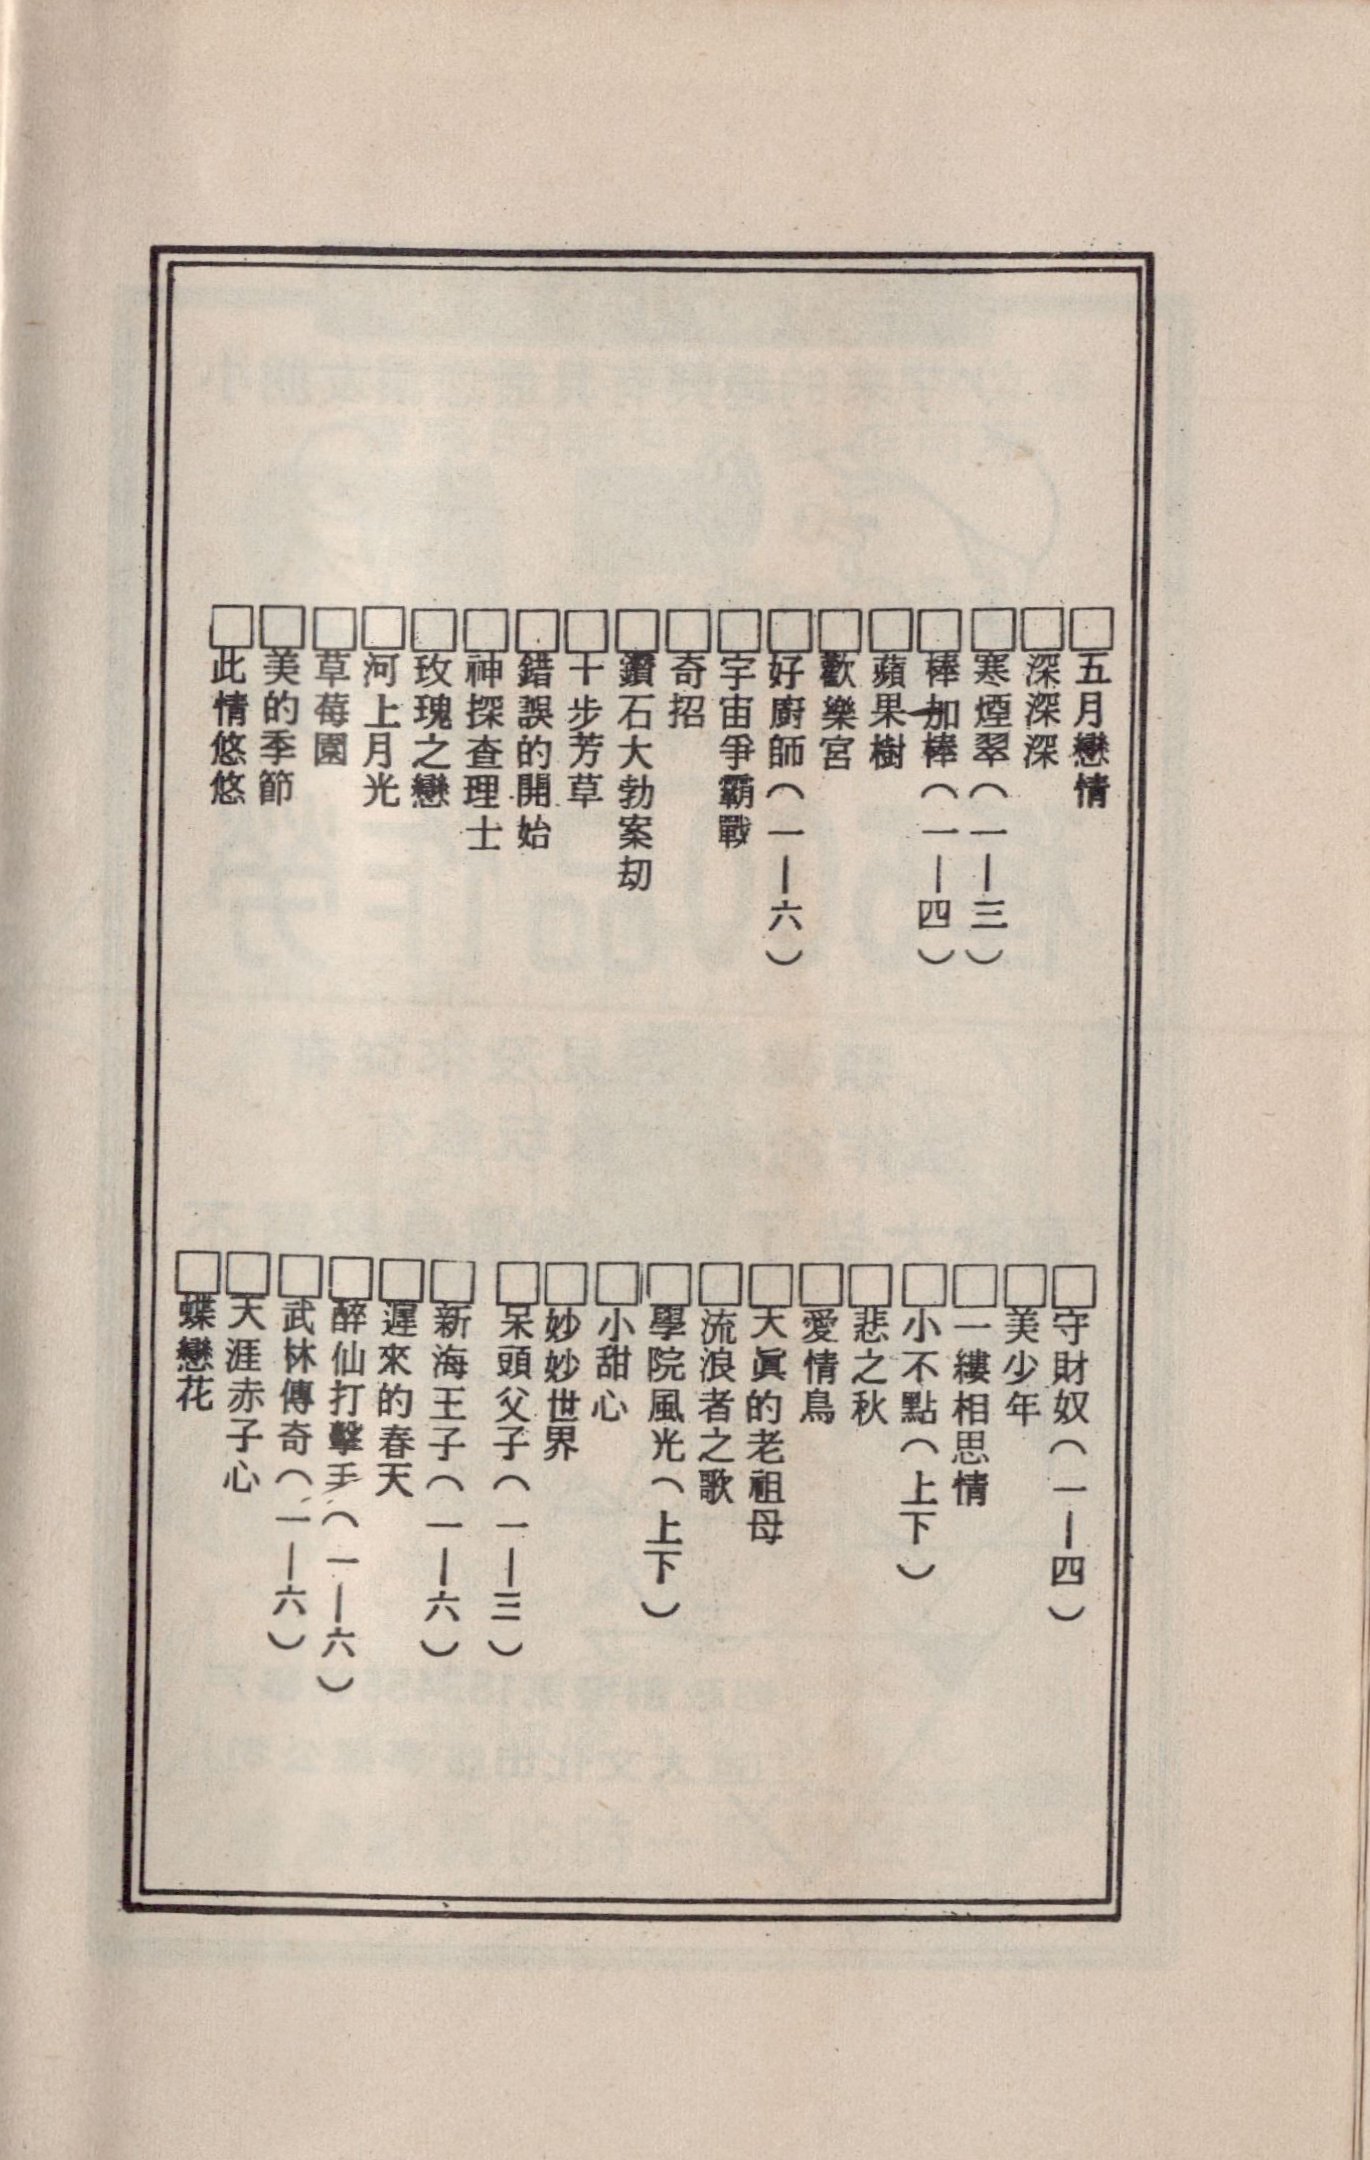 □五月戀情
□深深深
□寒煙翠（一—三）
□棒加棒（一—四）
□蘋果樹
□歡樂宮
□好廚師（一—六）
□宇宙爭霸戰
□奇招
□鑽石大勃案刧
□十步芳草
□錯誤的開始
□神探查理士
□玫瑰之戀
□河上月光
□草莓園
□美的季節
□此情悠悠
□守財奴（一—四）
□美少年
□一縷相思情
□小不點（上下）
□悲之秋
□愛情鳥
□天眞的老祖母
□流浪者之歌
□學院風光（上下）
□小甜心
□妙妙世界
□呆頭父子（一—三）
□新海王子（一—六）
□遲來的春天
□醉仙打擊手（一—六）
□武林傳奇（一—六）
□天涯赤子心
□蝶戀花